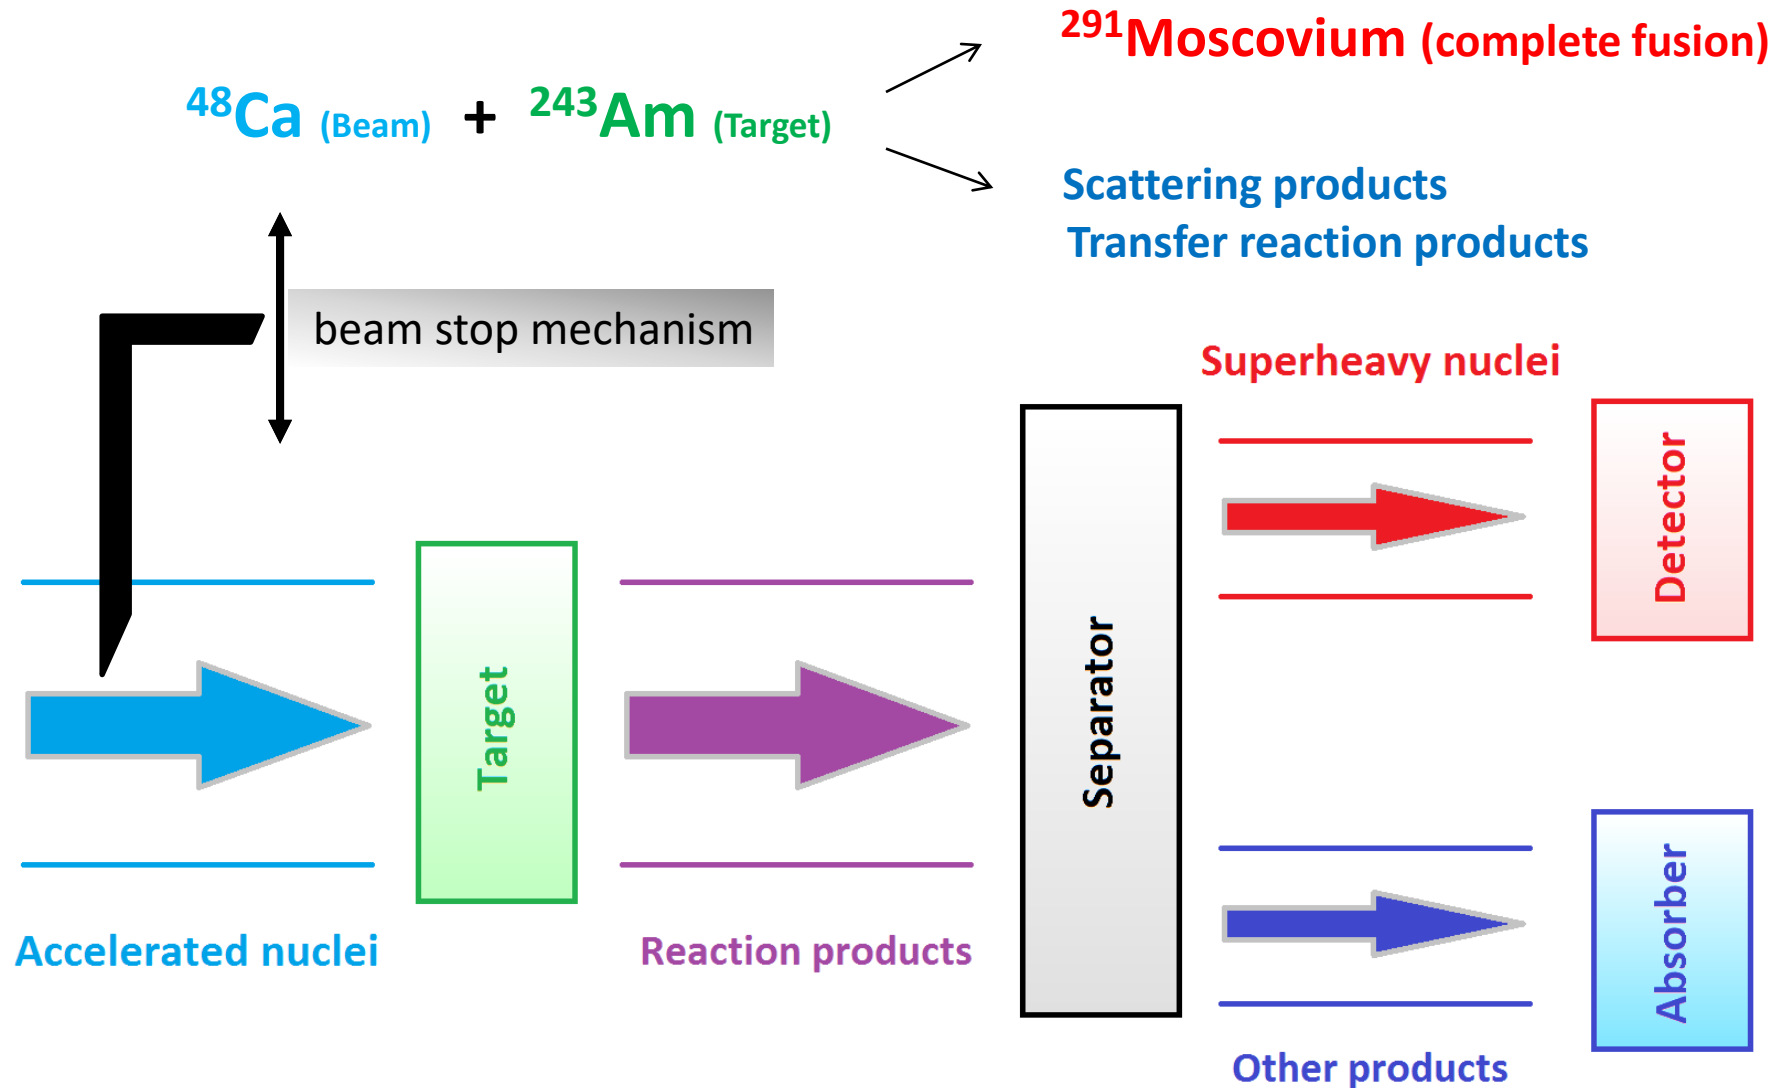 ²⁹¹Moscovium (complete fusion)
⁴⁸Ca (Beam) + ²⁴³Am (Target)
Scattering products
Transfer reaction products
beam stop mechanism
Superheavy nuclei
Detector
Target
Separator
Absorber
Accelerated nuclei
Reaction products
Other products